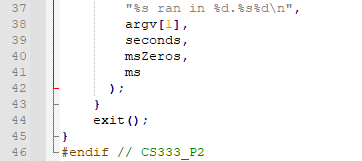 37 "%s ran in %d.%s%d\n",
38 argv[1],
39 seconds,
40 msZeros,
41 ms
42 );
43 }
44 exit();
45 }
46 #endif // CS333_P2